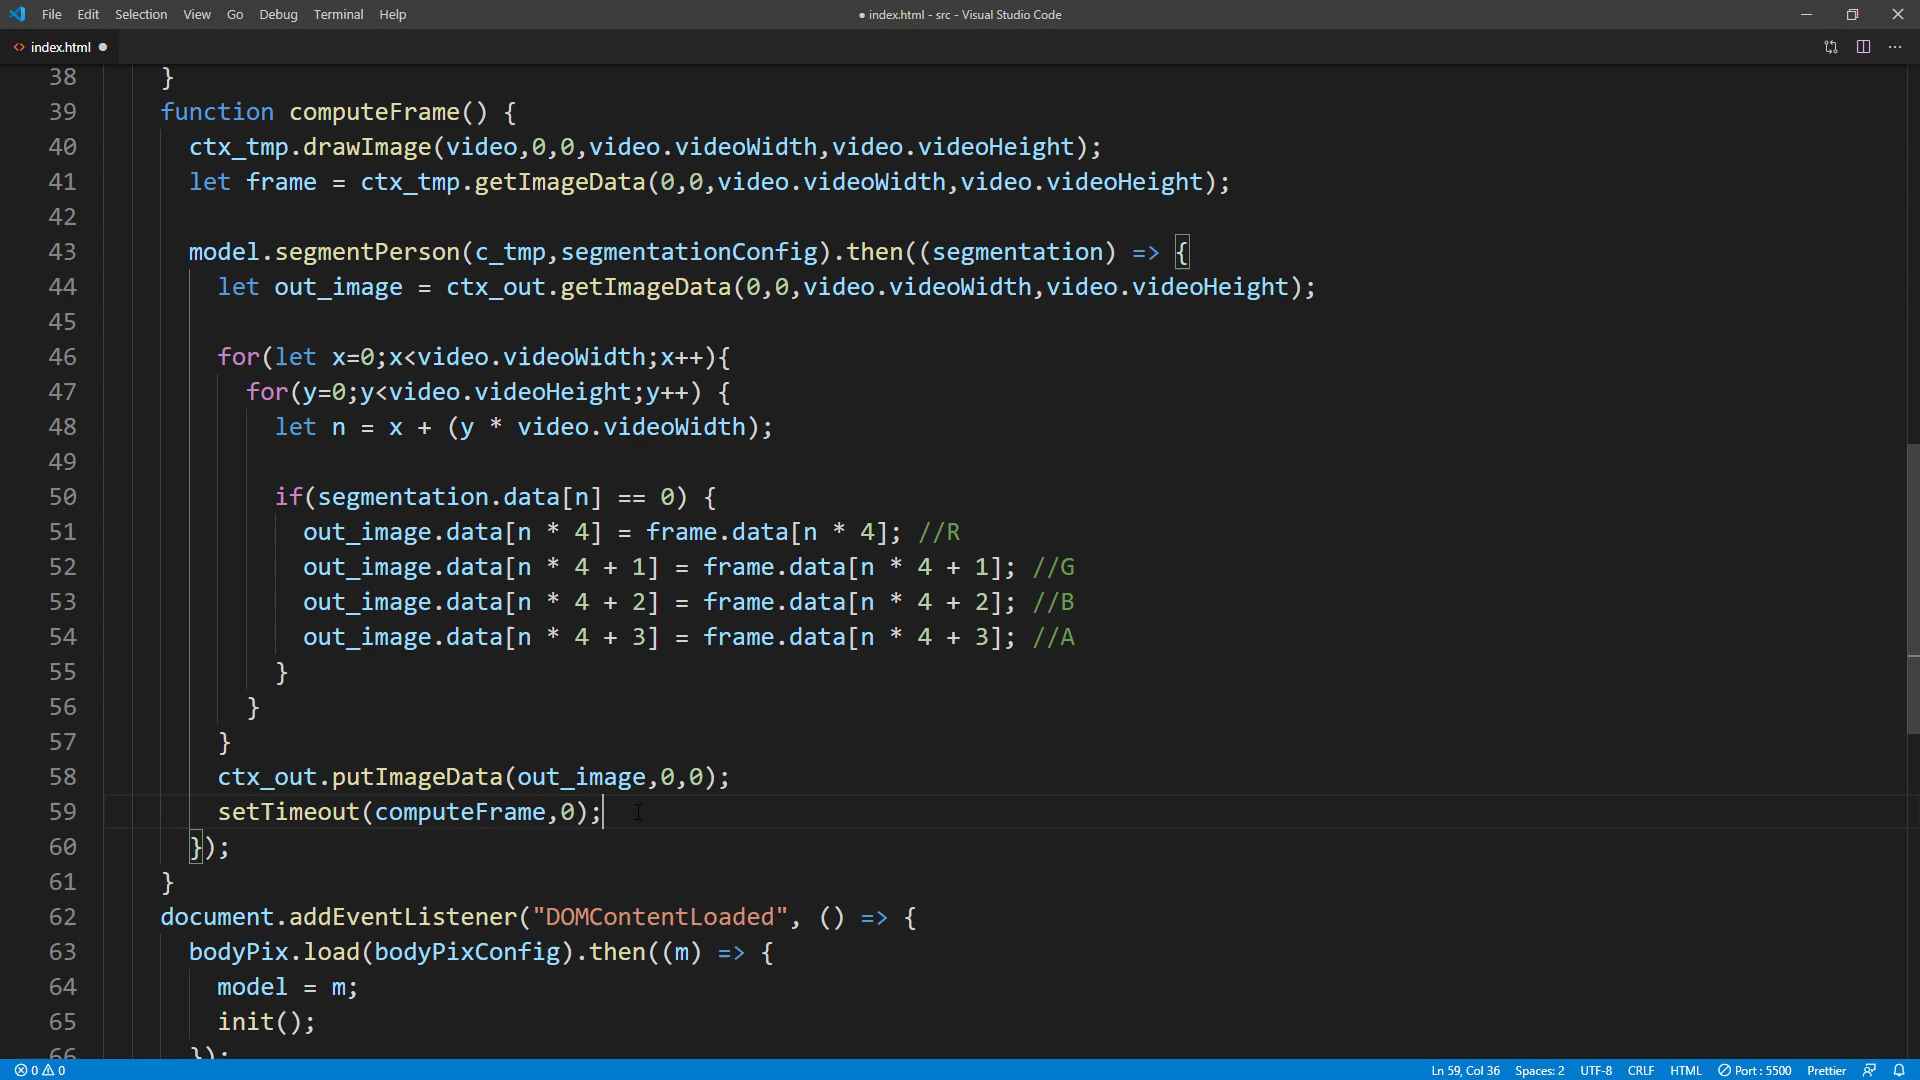 File Edit Selection View Go Debug Terminal Help
● index.html - src - Visual Studio Code
<> index.html ●
38 }
39 function computeFrame() {
40 ctx_tmp.drawImage(video,0,0,video.videoWidth,video.videoHeight);
41 let frame = ctx_tmp.getImageData(0,0,video.videoWidth,video.videoHeight);
42
43 model.segmentPerson(c_tmp,segmentationConfig).then((segmentation) => {
44 let out_image = ctx_out.getImageData(0,0,video.videoWidth,video.videoHeight);
45
46 for(let x=0;x<video.videoWidth;x++){
47 for(y=0;y<video.videoHeight;y++) {
48 let n = x + (y * video.videoWidth);
49
50 if(segmentation.data[n] == 0) {
51 out_image.data[n * 4] = frame.data[n * 4]; //R
52 out_image.data[n * 4 + 1] = frame.data[n * 4 + 1]; //G
53 out_image.data[n * 4 + 2] = frame.data[n * 4 + 2]; //B
54 out_image.data[n * 4 + 3] = frame.data[n * 4 + 3]; //A
55 }
56 }
57 }
58 ctx_out.putImageData(out_image,0,0);
59 setTimeout(computeFrame,0);
60 });
61 }
62 document.addEventListener("DOMContentLoaded", () => {
63 bodyPix.load(bodyPixConfig).then((m) => {
64 model = m;
65 init();
66 });
0 0 Ln 59, Col 36 Spaces: 2 UTF-8 CRLF HTML Port : 5500 Prettier